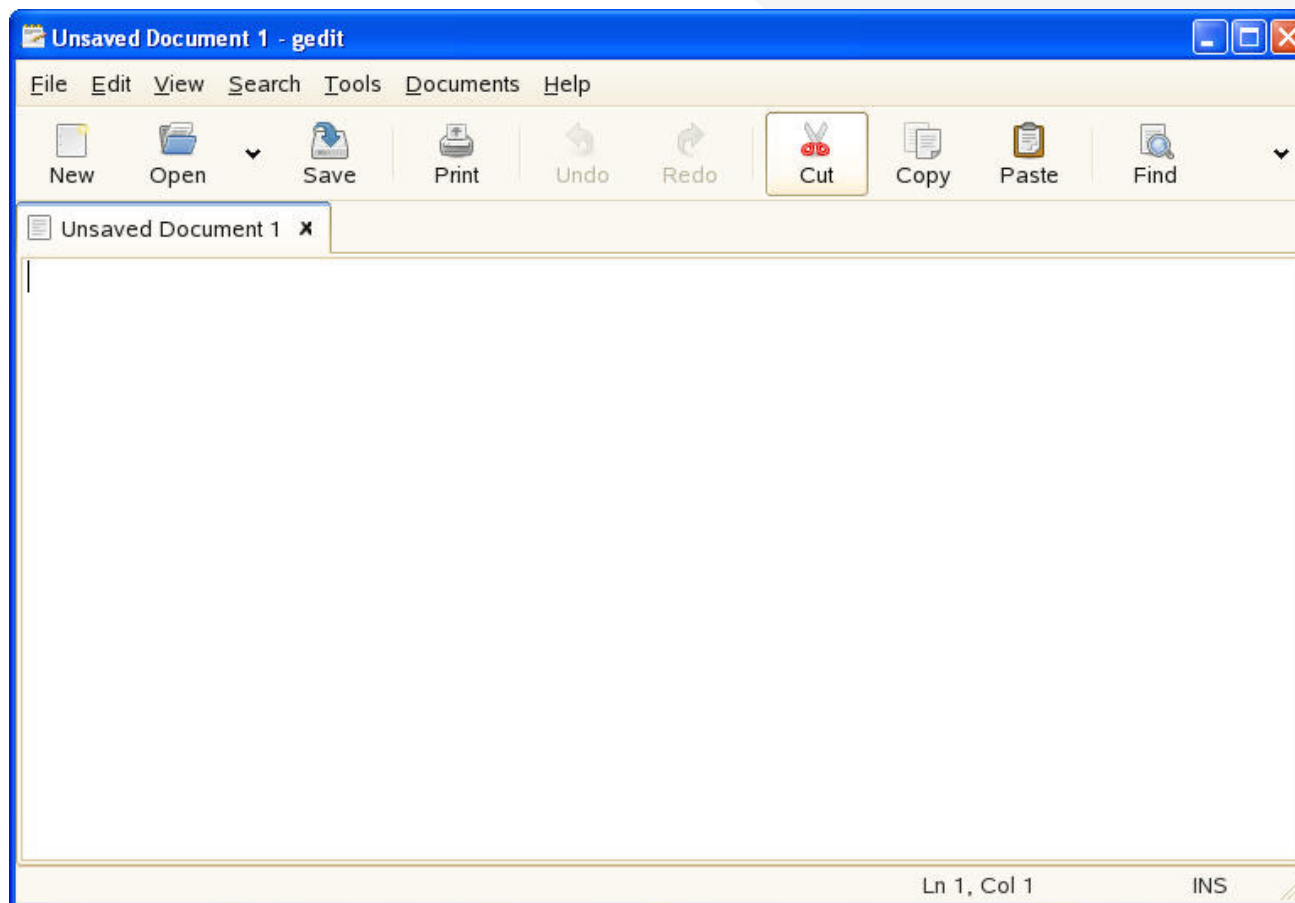 Unsaved Document 1 - gedit
File Edit View Search Tools Documents Help
New Open Save Print Undo Redo Cut Copy Paste Find
Unsaved Document 1
Ln 1, Col 1 INS